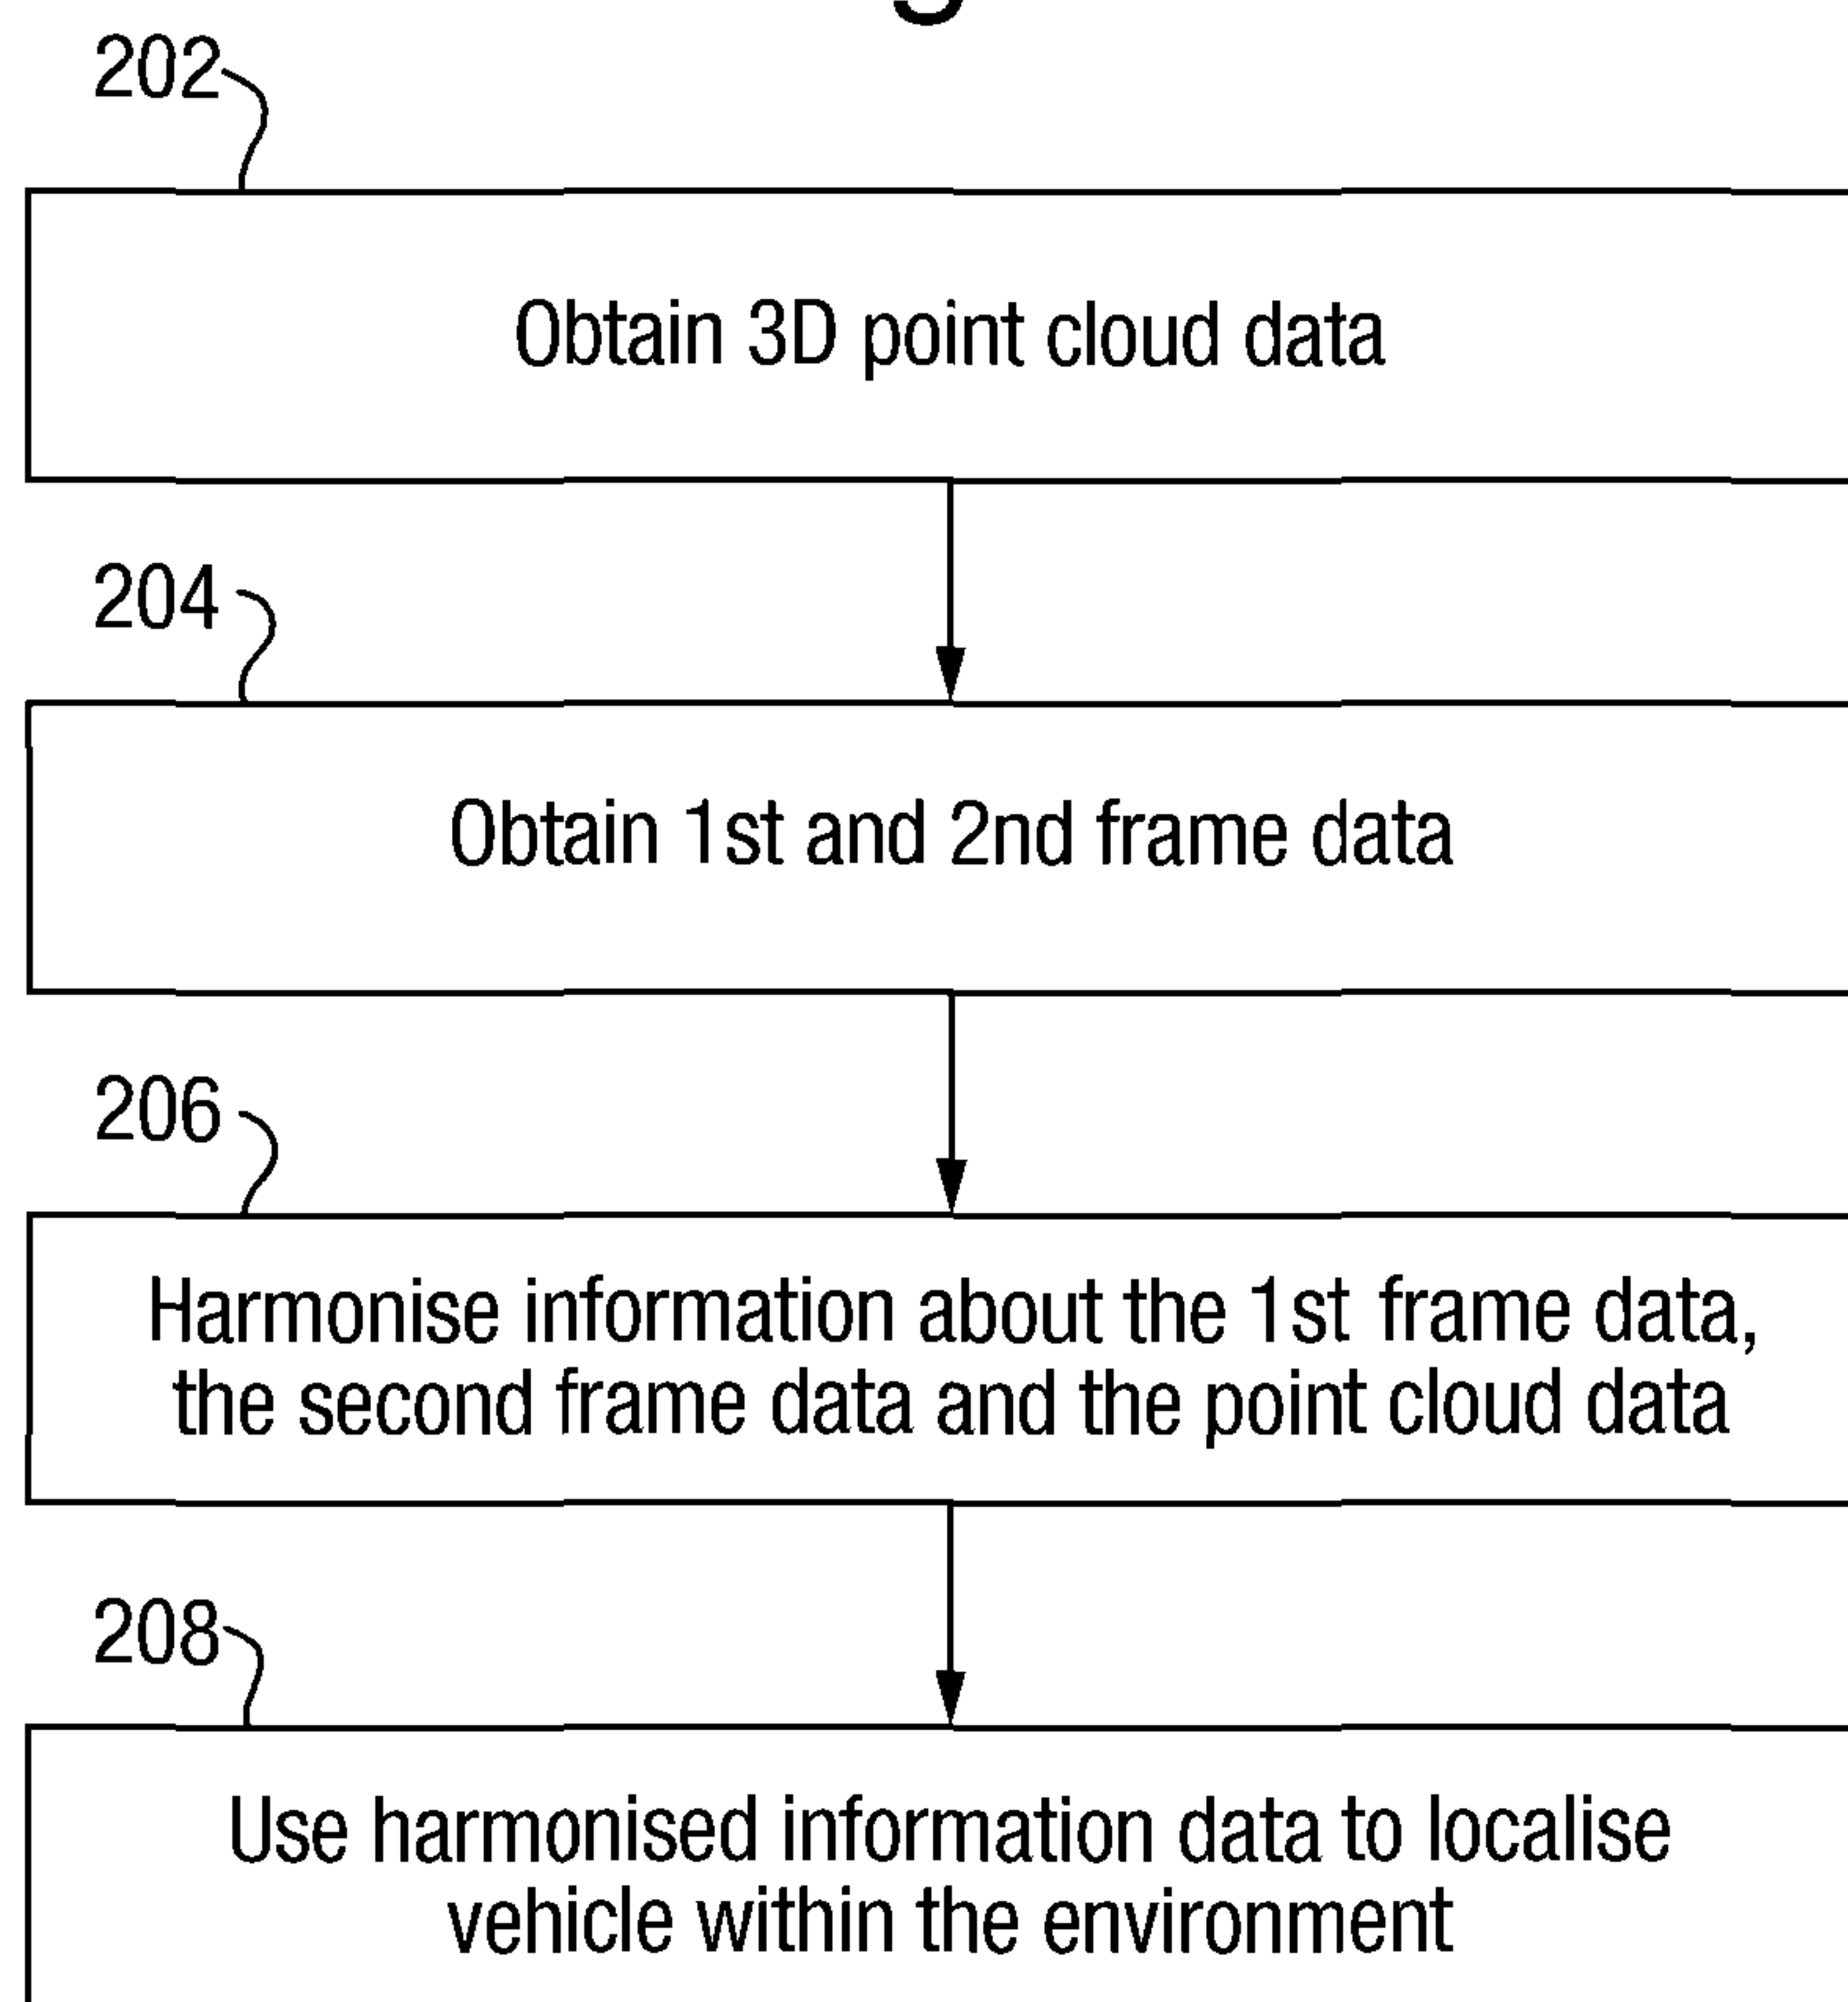 202
Obtain 3D point cloud data
204
Obtain 1st and 2nd frame data
206
Harmonise information about the 1st frame data,
the second frame data and the point cloud data
208
Use harmonised information data to localise
vehicle within the environment